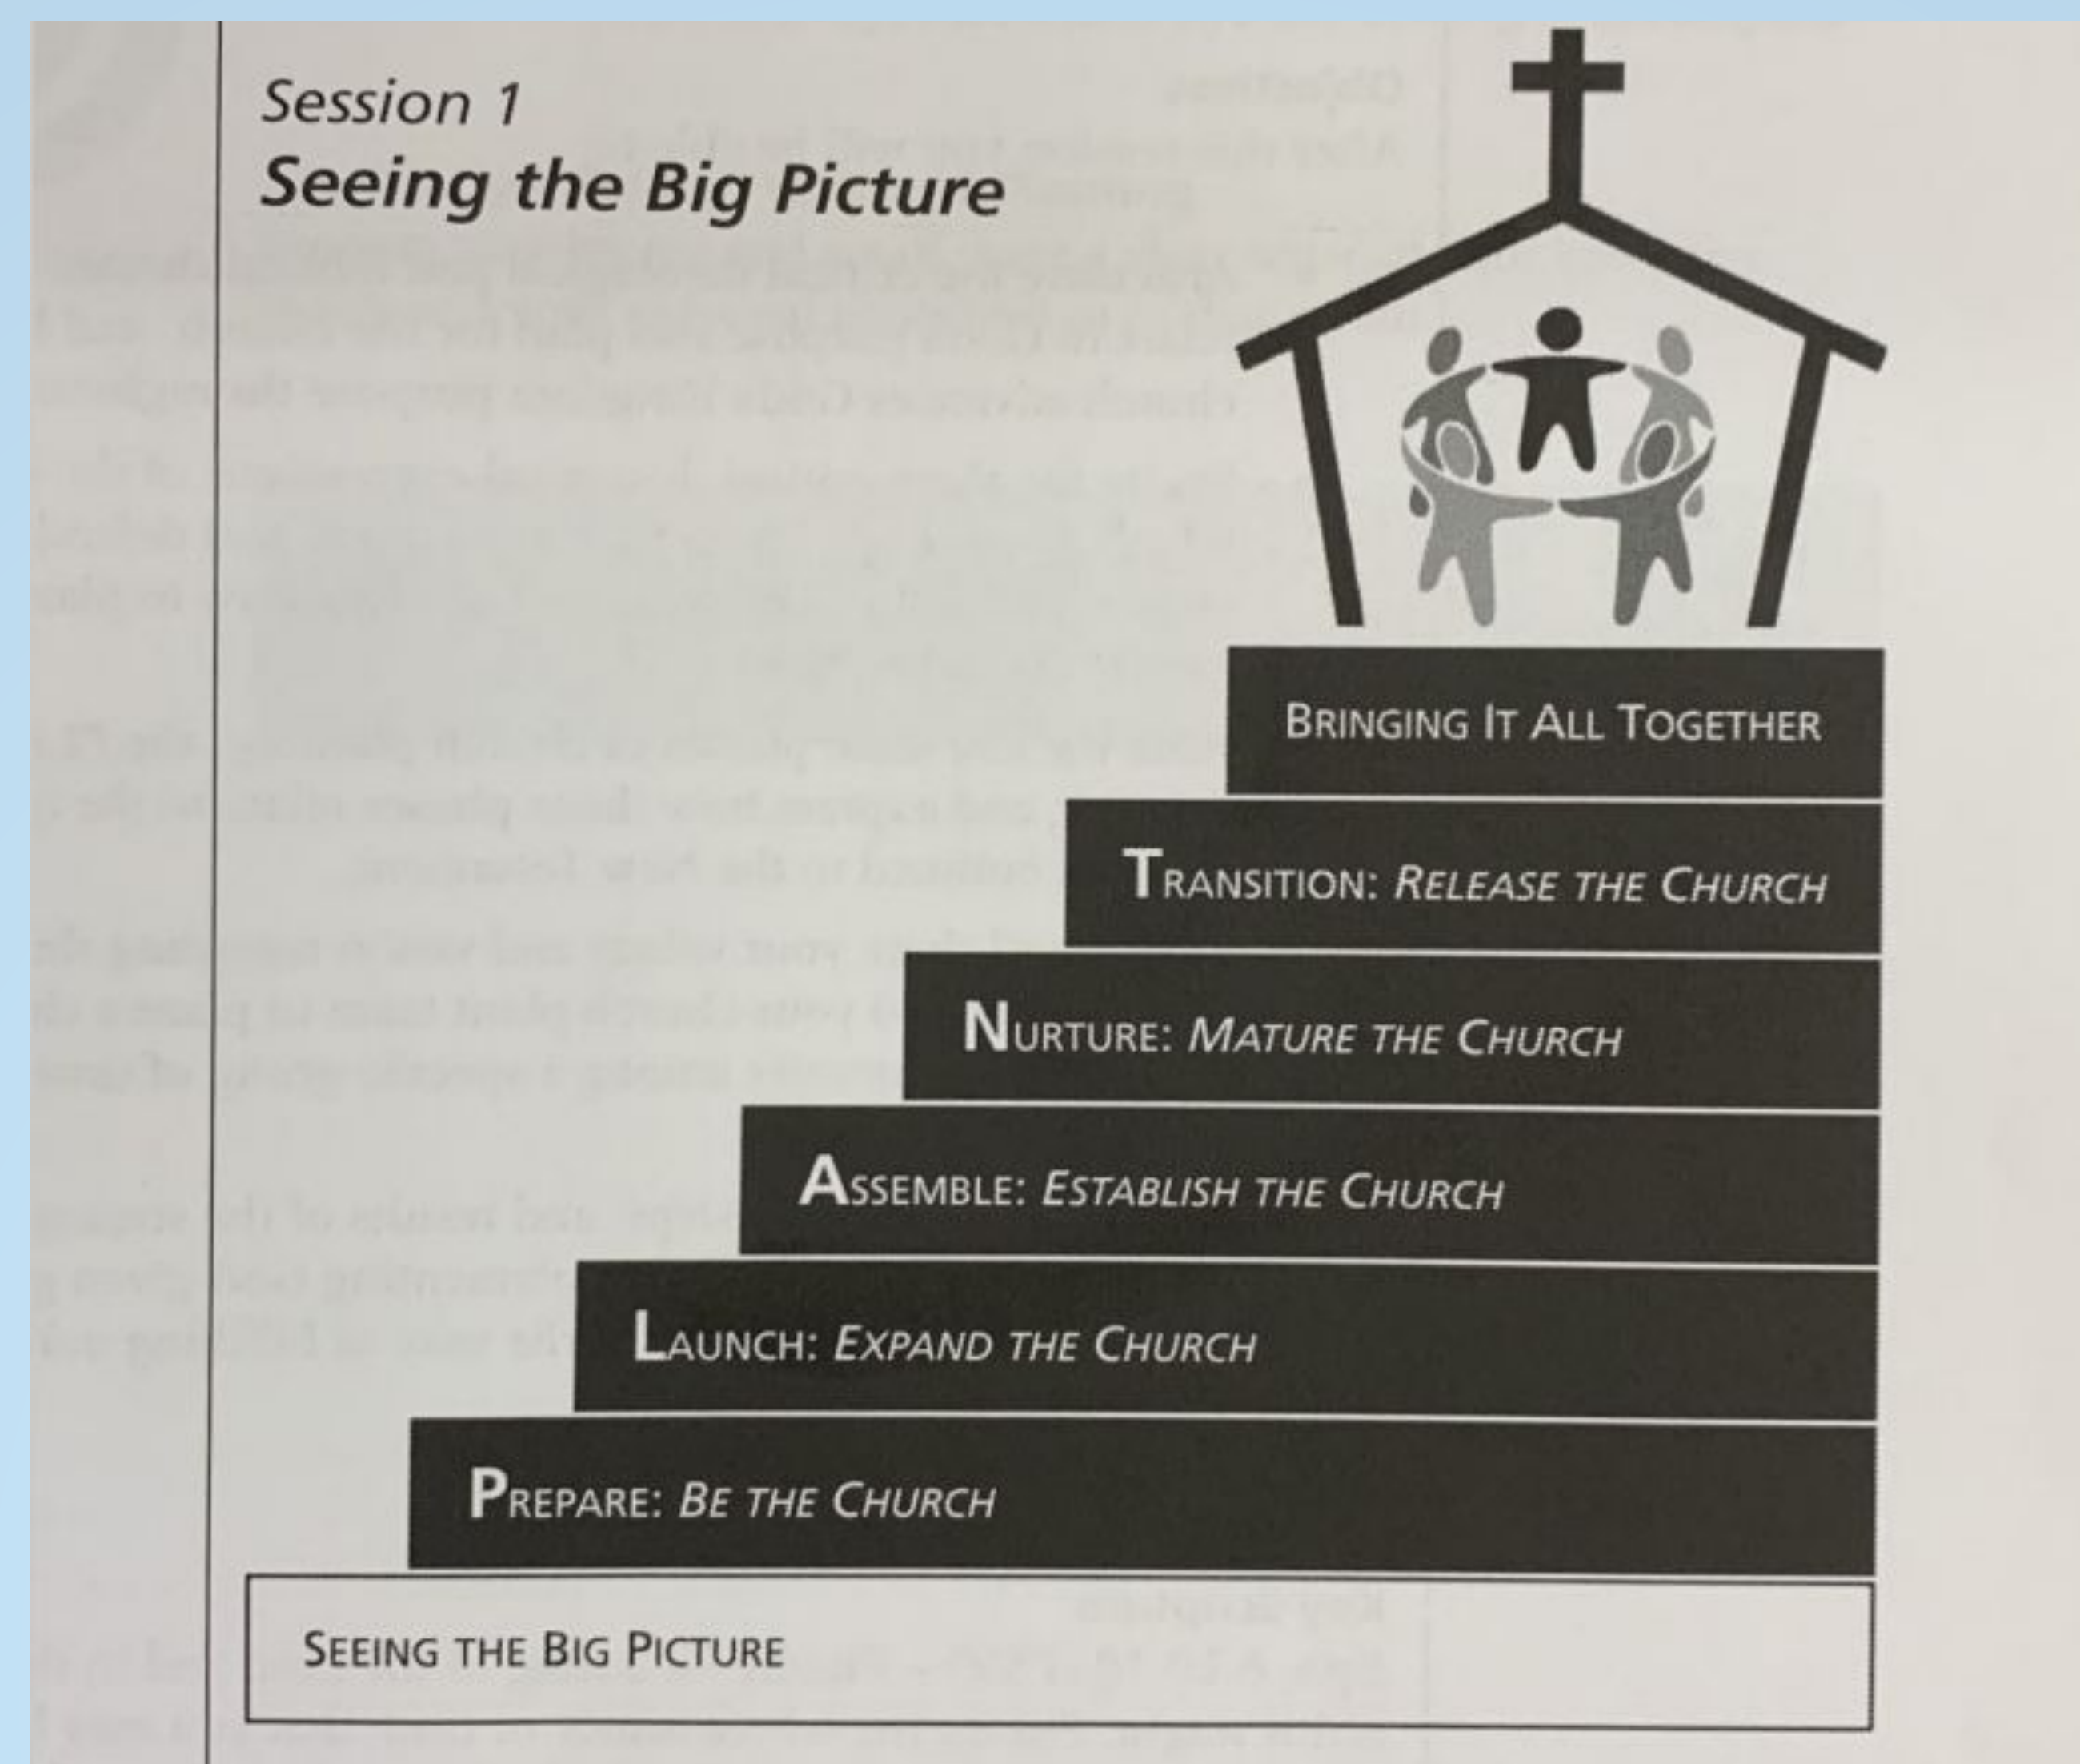 Session 1
Seeing the Big Picture
BRINGING IT ALL TOGETHER
TRANSITION: RELEASE THE CHURCH
NURTURE: MATURE THE CHURCH
ASSEMBLE: ESTABLISH THE CHURCH
LAUNCH: EXPAND THE CHURCH
PREPARE: BE THE CHURCH
SEEING THE BIG PICTURE